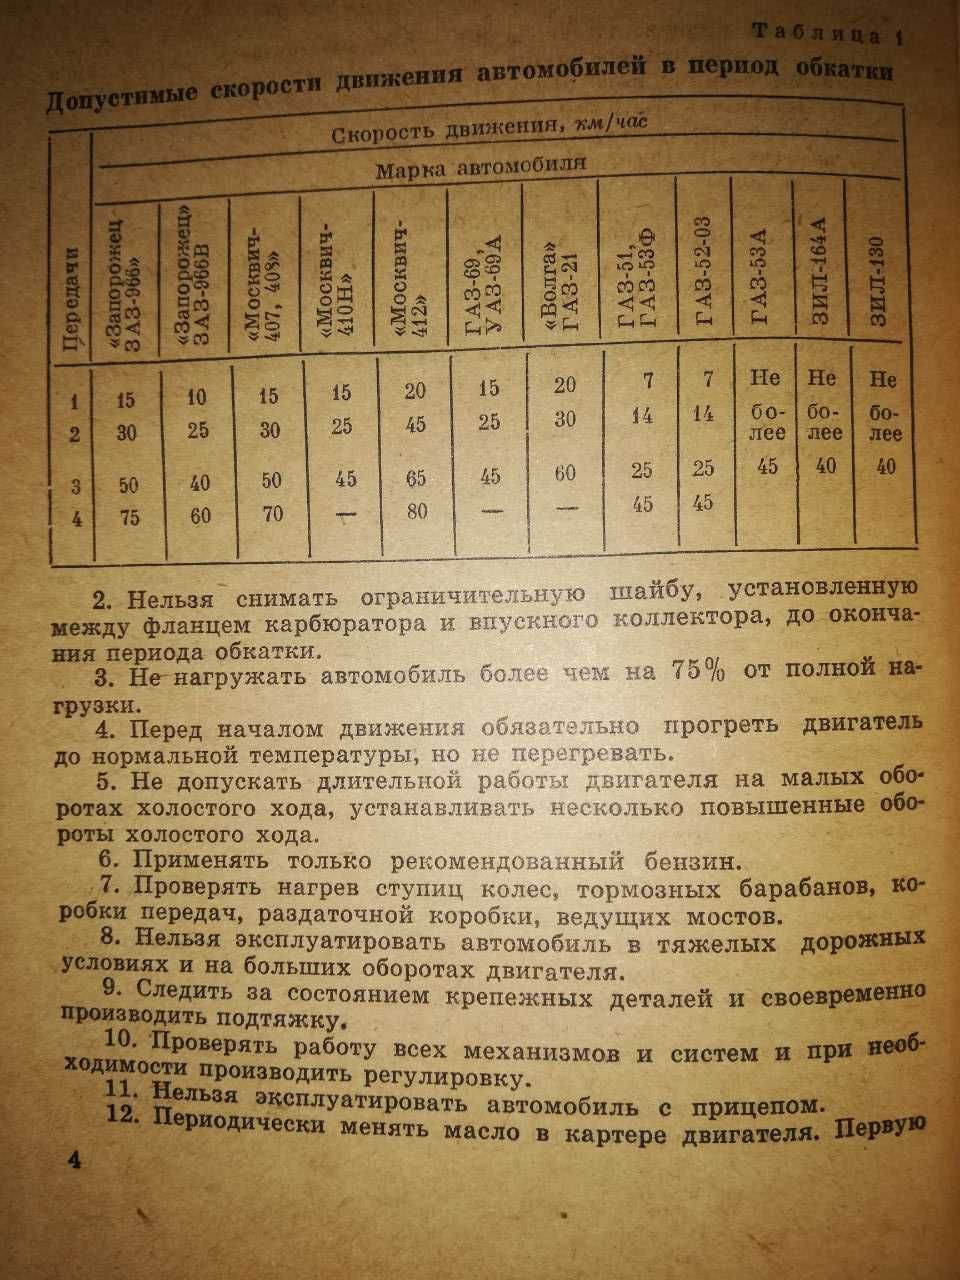 Таблица 1
Допустимые скорости движения автомобилей в период обкатки
Скорость движения, км/час
Марка автомобиля
Передачи | «Запорожец ЗАЗ-966» | «Запорожец» ЗАЗ-966В | «Москвич-407, 408» | «Москвич-410Н» | «Москвич-412» | ГАЗ-69, УАЗ-69А | «Волга» ГАЗ-21 | ГАЗ-51, ГАЗ-53Ф | ГАЗ-52-03 | ГАЗ-53А | ЗИЛ-164А | ЗИЛ-130
1 | 15 | 10 | 15 | 15 | 20 | 15 | 20 | 7 | 7 | Не | Не | Не
2 | 30 | 25 | 30 | 25 | 45 | 25 | 30 | 14 | 14 | бо-лее | бо-лее | бо-лее
3 | 50 | 40 | 50 | 45 | 65 | 45 | 60 | 25 | 25 | 45 | 40 | 40
4 | 75 | 60 | 70 | — | 80 | — | — | 45 | 45
2. Нельзя снимать ограничительную шайбу, установленную
между фланцем карбюратора и впускного коллектора, до оконча-
ния периода обкатки.
3. Не нагружать автомобиль более чем на 75% от полной на-
грузки.
4. Перед началом движения обязательно прогреть двигатель
до нормальной температуры, но не перегревать.
5. Не допускать длительной работы двигателя на малых обо-
ротах холостого хода, устанавливать несколько повышенные обо-
роты холостого хода.
6. Применять только рекомендованный бензин.
7. Проверять нагрев ступиц колес, тормозных барабанов, ко-
робки передач, раздаточной коробки, ведущих мостов.
8. Нельзя эксплуатировать автомобиль в тяжелых дорожных
условиях и на больших оборотах двигателя.
9. Следить за состоянием крепежных деталей и своевременно
производить подтяжку.
10. Проверять работу всех механизмов и систем и при необ-
ходимости производить регулировку.
11. Нельзя эксплуатировать автомобиль с прицепом.
12. Периодически менять масло в картере двигателя. Первую
4